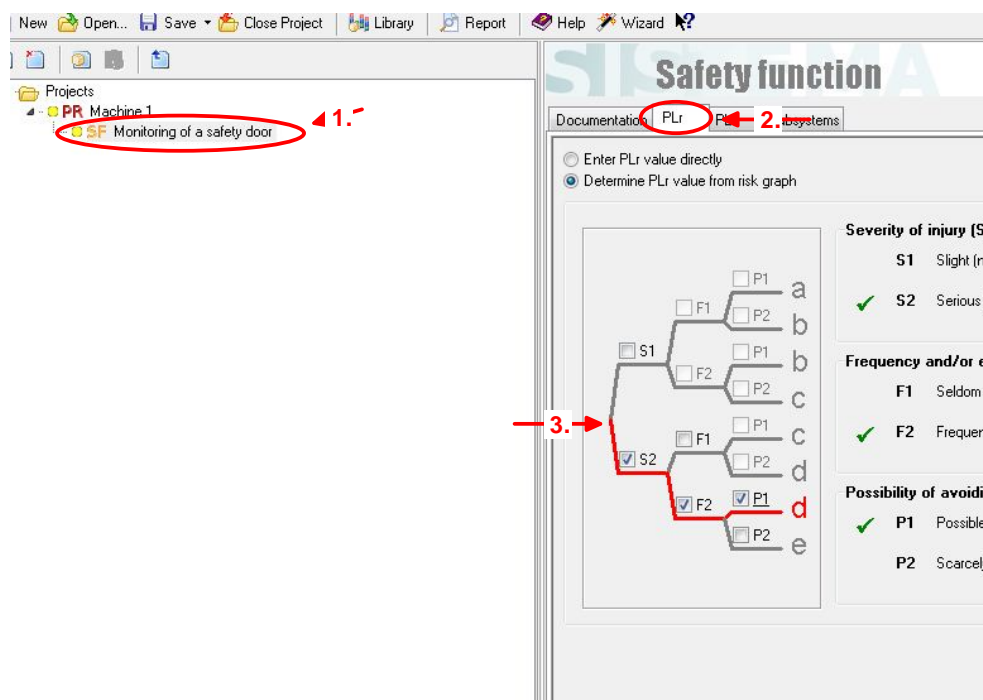 New Open... Save Close Project Library Report Help Wizard
Projects
PR Machine 1
SF Monitoring of a safety door
1.
SISTEMA
Safety function
Documentation PLr 2.
Enter PLr value directly
Determine PLr value from risk graph
Severity of injury (S
S1 Slight (
S2 Serious
Frequency and/or e
F1 Seldom
F2 Frequen
Possibility of avoidi
P1 Possible
P2 Scarcel
P1 a
F1 P2 b
S1 P1 b
F2 P2 c
3.
P1 c
F1
S2 P2 d
F2 P1 d
P2 e